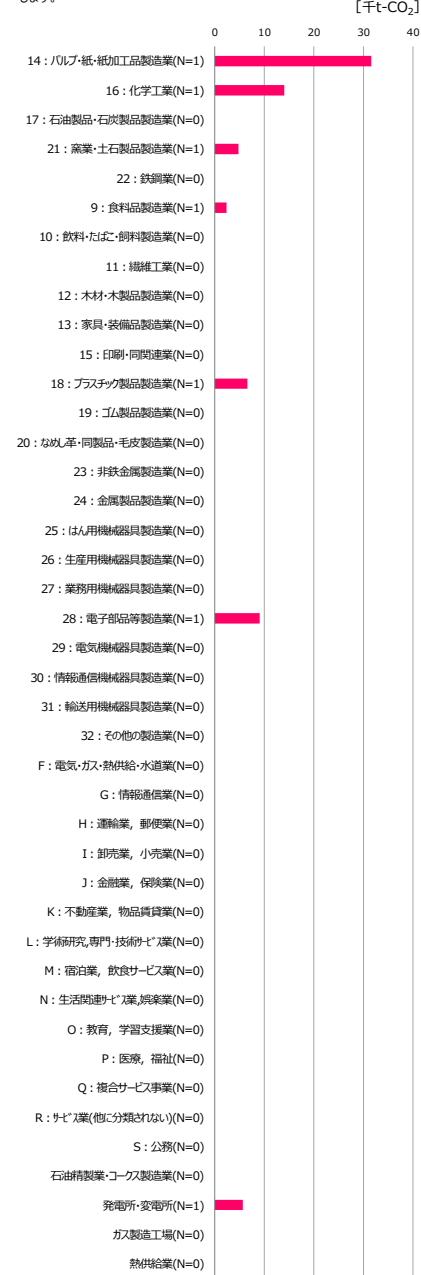 します。
[千t-CO2]
0 10 20 30 40
14：パルプ・紙・紙加工品製造業(N=1)
16：化学工業(N=1)
17：石油製品・石炭製品製造業(N=0)
21：窯業・土石製品製造業(N=1)
22：鉄鋼業(N=0)
9：食料品製造業(N=1)
10：飲料・たばこ・飼料製造業(N=0)
11：繊維工業(N=0)
12：木材・木製品製造業(N=0)
13：家具・装備品製造業(N=0)
15：印刷・同関連業(N=0)
18：プラスチック製品製造業(N=1)
19：ゴム製品製造業(N=0)
20：なめし革・同製品・毛皮製造業(N=0)
23：非鉄金属製造業(N=0)
24：金属製品製造業(N=0)
25：はん用機械器具製造業(N=0)
26：生産用機械器具製造業(N=0)
27：業務用機械器具製造業(N=0)
28：電子部品等製造業(N=1)
29：電気機械器具製造業(N=0)
30：情報通信機械器具製造業(N=0)
31：輸送用機械器具製造業(N=0)
32：その他の製造業(N=0)
F：電気・ガス・熱供給・水道業(N=0)
G：情報通信業(N=0)
H：運輸業，郵便業(N=0)
I：卸売業，小売業(N=0)
J：金融業，保険業(N=0)
K：不動産業，物品賃貸業(N=0)
L：学術研究,専門・技術ｻｰﾋﾞｽ業(N=0)
M：宿泊業，飲食サービス業(N=0)
N：生活関連ｻｰﾋﾞｽ業,娯楽業(N=0)
O：教育，学習支援業(N=0)
P：医療，福祉(N=0)
Q：複合サービス事業(N=0)
R：ｻｰﾋﾞｽ業(他に分類されない)(N=0)
S：公務(N=0)
石油精製業・コークス製造業(N=0)
発電所・変電所(N=1)
ガス製造工場(N=0)
熱供給業(N=0)